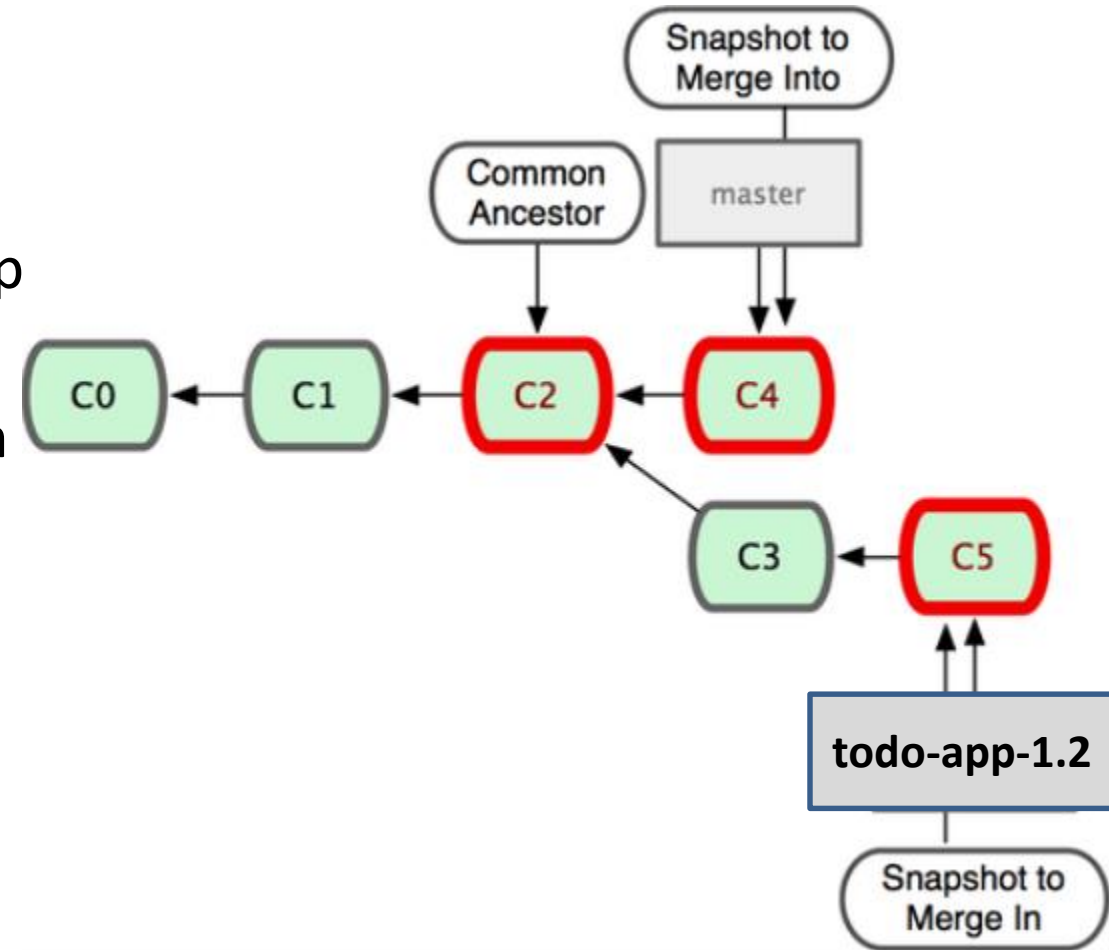 Snapshot to
Merge Into
Common
Ancestor
master
p
C0
C1
C2
C4
n
C3
C5
todo-app-1.2
Snapshot to
Merge In